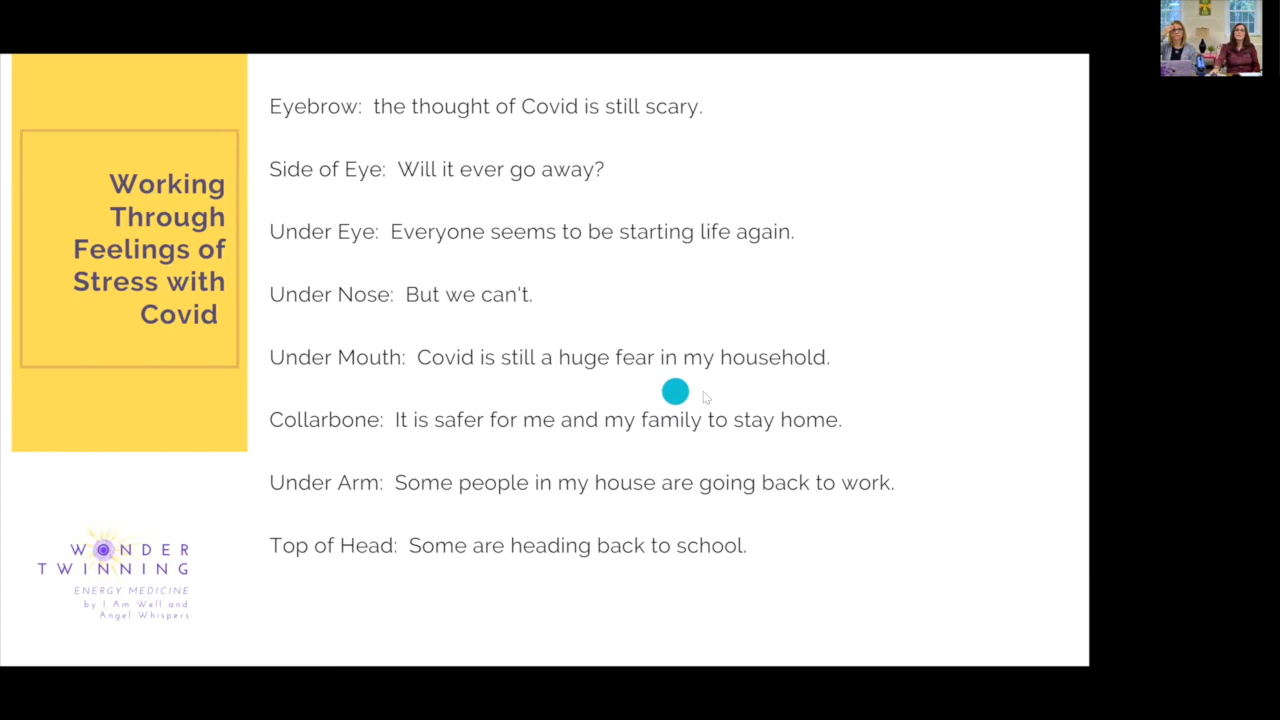 Working
Through
Feelings of
Stress with
Covid
Eyebrow: the thought of Covid is still scary.
Side of Eye: Will it ever go away?
Under Eye: Everyone seems to be starting life again.
Under Nose: But we can't.
Under Mouth: Covid is still a huge fear in my household.
Collarbone: It is safer for me and my family to stay home.
Under Arm: Some people in my house are going back to work.
Top of Head: Some are heading back to school.
WONDER
TWINNING
ENERGY MEDICINE
by I Am Well and
Angel Whispers